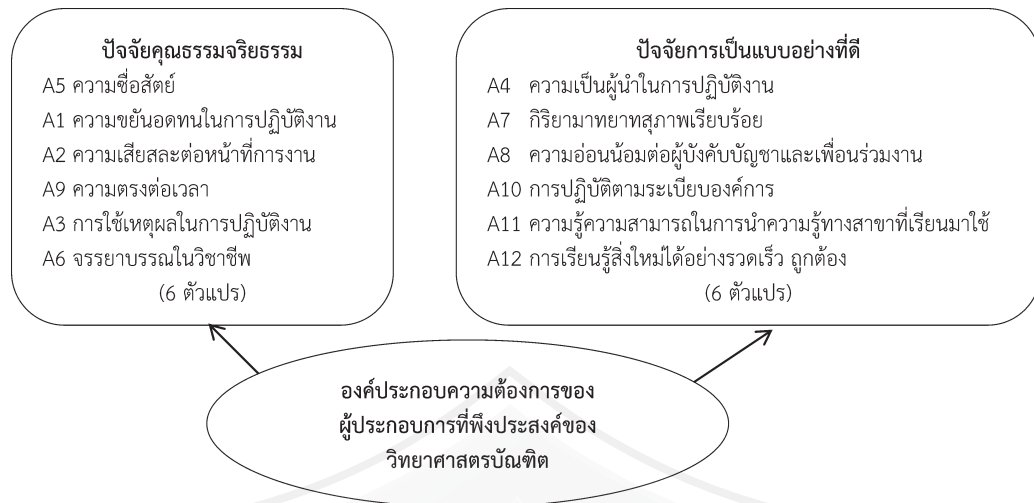 ปัจจัยคุณธรรมจริยธรรม
A5 ความซื่อสัตย์
A1 ความขยันอดทนในการปฏิบัติงาน
A2 ความเสียสละต่อหน้าที่การงาน
A9 ความตรงต่อเวลา
A3 การใช้เหตุผลในการปฏิบัติงาน
A6 จรรยาบรรณในวิชาชีพ
(6 ตัวแปร)
ปัจจัยการเป็นแบบอย่างที่ดี
A4 ความเป็นผู้นำในการปฏิบัติงาน
A7 กิริยามาทยาทสุภาพเรียบร้อย
A8 ความอ่อนน้อมต่อผู้บังคับบัญชาและเพื่อนร่วมงาน
A10 การปฏิบัติตามระเบียบองค์การ
A11 ความรู้ความสามารถในการนำความรู้ทางสาขาที่เรียนมาใช้
A12 การเรียนรู้สิ่งใหม่ได้อย่างรวดเร็ว ถูกต้อง
(6 ตัวแปร)
องค์ประกอบความต้องการของ
ผู้ประกอบการที่พึงประสงค์ของ
วิทยาศาสตรบัณฑิต